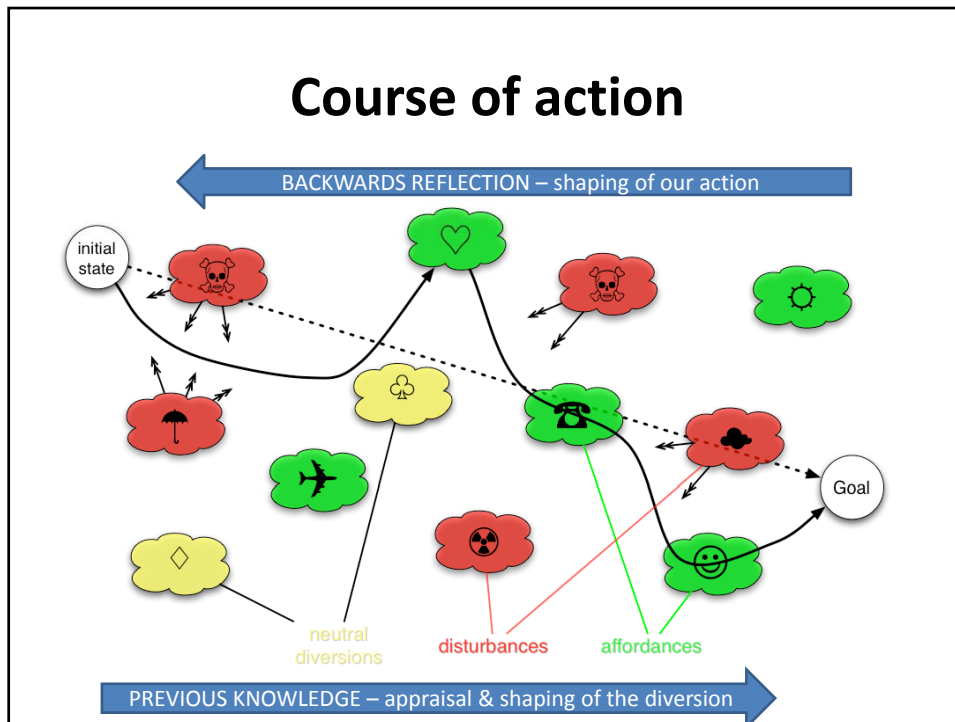 Course of action
BACKWARDS REFLECTION – shaping of our action
initial
state
Goal
neutral
diversions
disturbances
affordances
PREVIOUS KNOWLEDGE – appraisal & shaping of the diversion